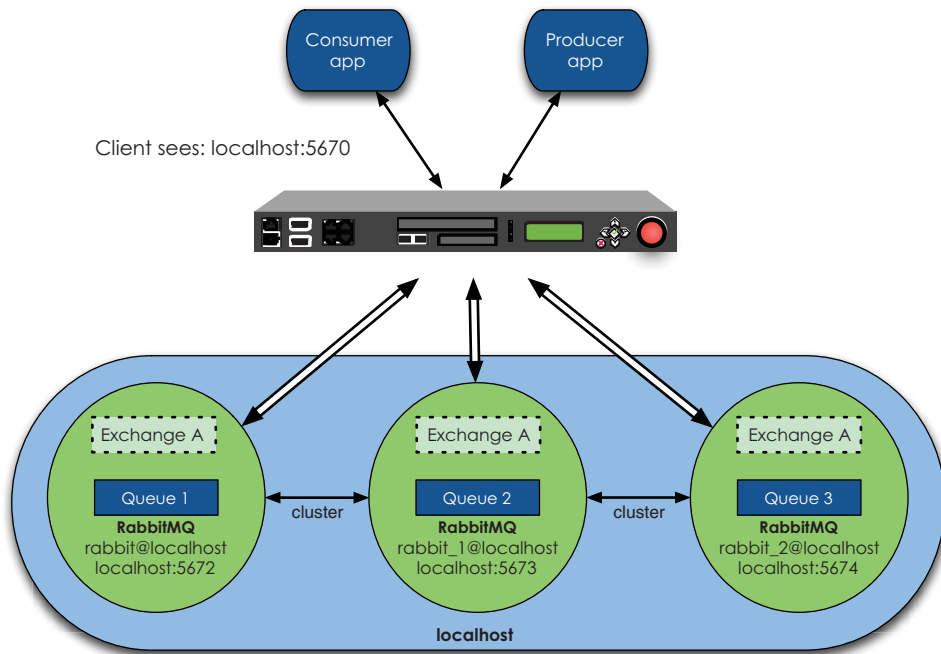 Consumer
app
Producer
app
Client sees: localhost:5670
Exchange A
Exchange A
Exchange A
Queue 1
Queue 2
Queue 3
cluster
cluster
RabbitMQ
rabbit@localhost
localhost:5672
RabbitMQ
rabbit_1@localhost
localhost:5673
RabbitMQ
rabbit_2@localhost
localhost:5674
localhost